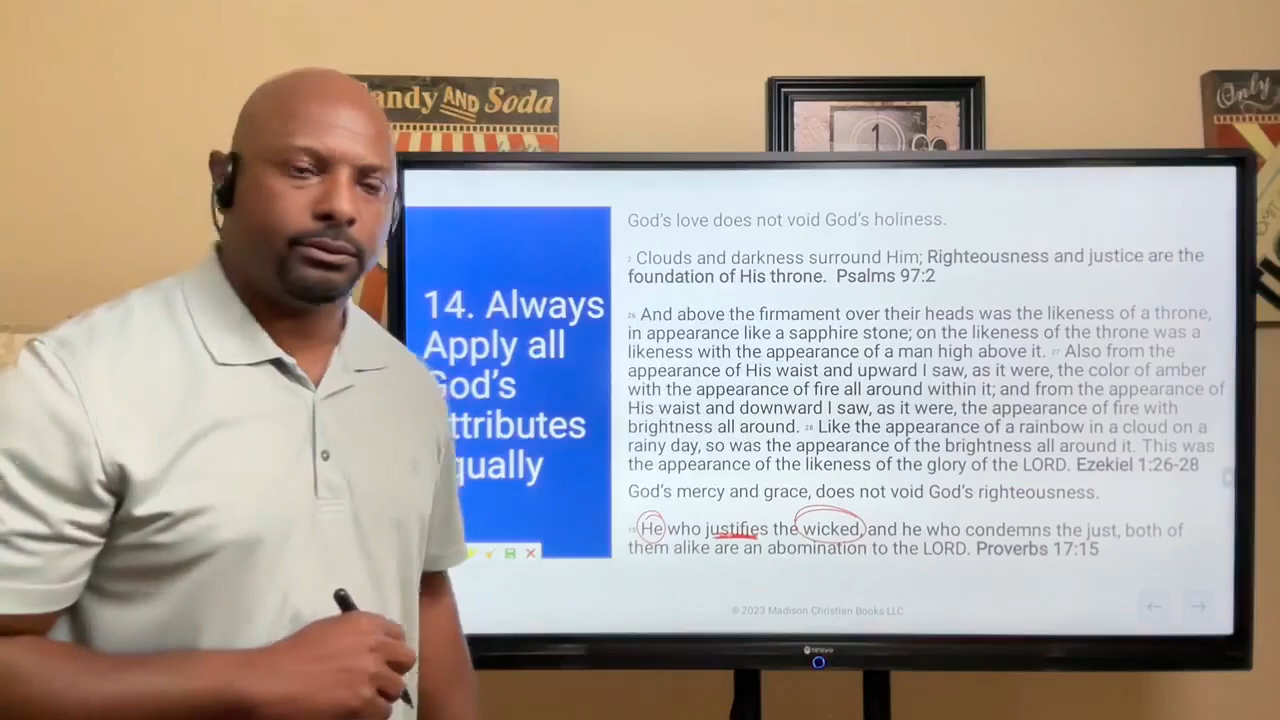 andy AND Soda
1
Only
14. Always
Apply all
God's
ttributes
qually
God's love does not void God's holiness.
2 Clouds and darkness surround Him; Righteousness and justice are the
foundation of His throne. Psalms 97:2
26 And above the firmament over their heads was the likeness of a throne,
in appearance like a sapphire stone; on the likeness of the throne was a
likeness with the appearance of a man high above it. 27 Also from the
appearance of His waist and upward I saw, as it were, the color of amber
with the appearance of fire all around within it; and from the appearance of
His waist and downward I saw, as it were, the appearance of fire with
brightness all around. 28 Like the appearance of a rainbow in a cloud on a
rainy day, so was the appearance of the brightness all around it. This was
the appearance of the likeness of the glory of the LORD. Ezekiel 1:26-28
God's mercy and grace, does not void God's righteousness.
15 He who justifies the wicked, and he who condemns the just, both of
them alike are an abomination to the LORD. Proverbs 17:15
© 2023 Madison Christian Books LLC